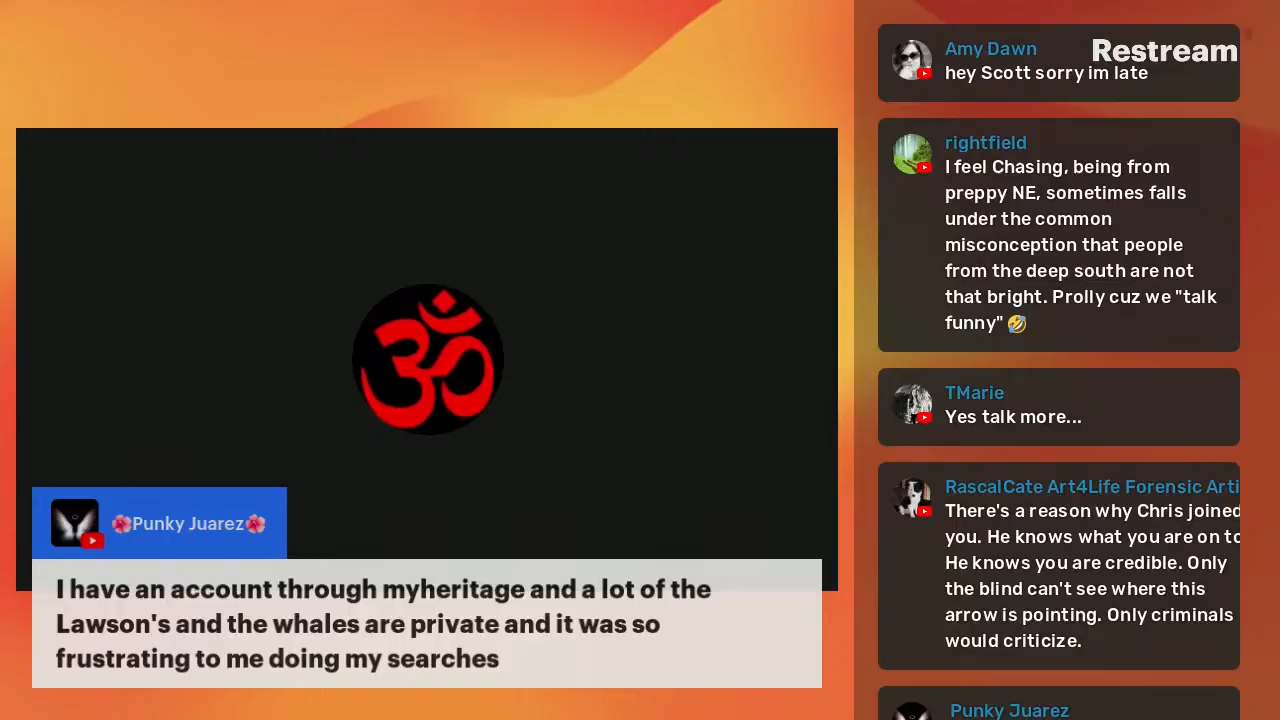 🌺Punky Juarez🌺
I have an account through myheritage and a lot of the
Lawson's and the whales are private and it was so
frustrating to me doing my searches
Restream
Amy Dawn
hey Scott sorry im late
rightfield
I feel Chasing, being from
preppy NE, sometimes falls
under the common
misconception that people
from the deep south are not
that bright. Prolly cuz we "talk
funny" 🤣
TMarie
Yes talk more...
RascalCate Art4Life Forensic Arti
There's a reason why Chris joined
you. He knows what you are on to
He knows you are credible. Only
the blind can't see where this
arrow is pointing. Only criminals
would criticize.
Punky Juarez
ॐ